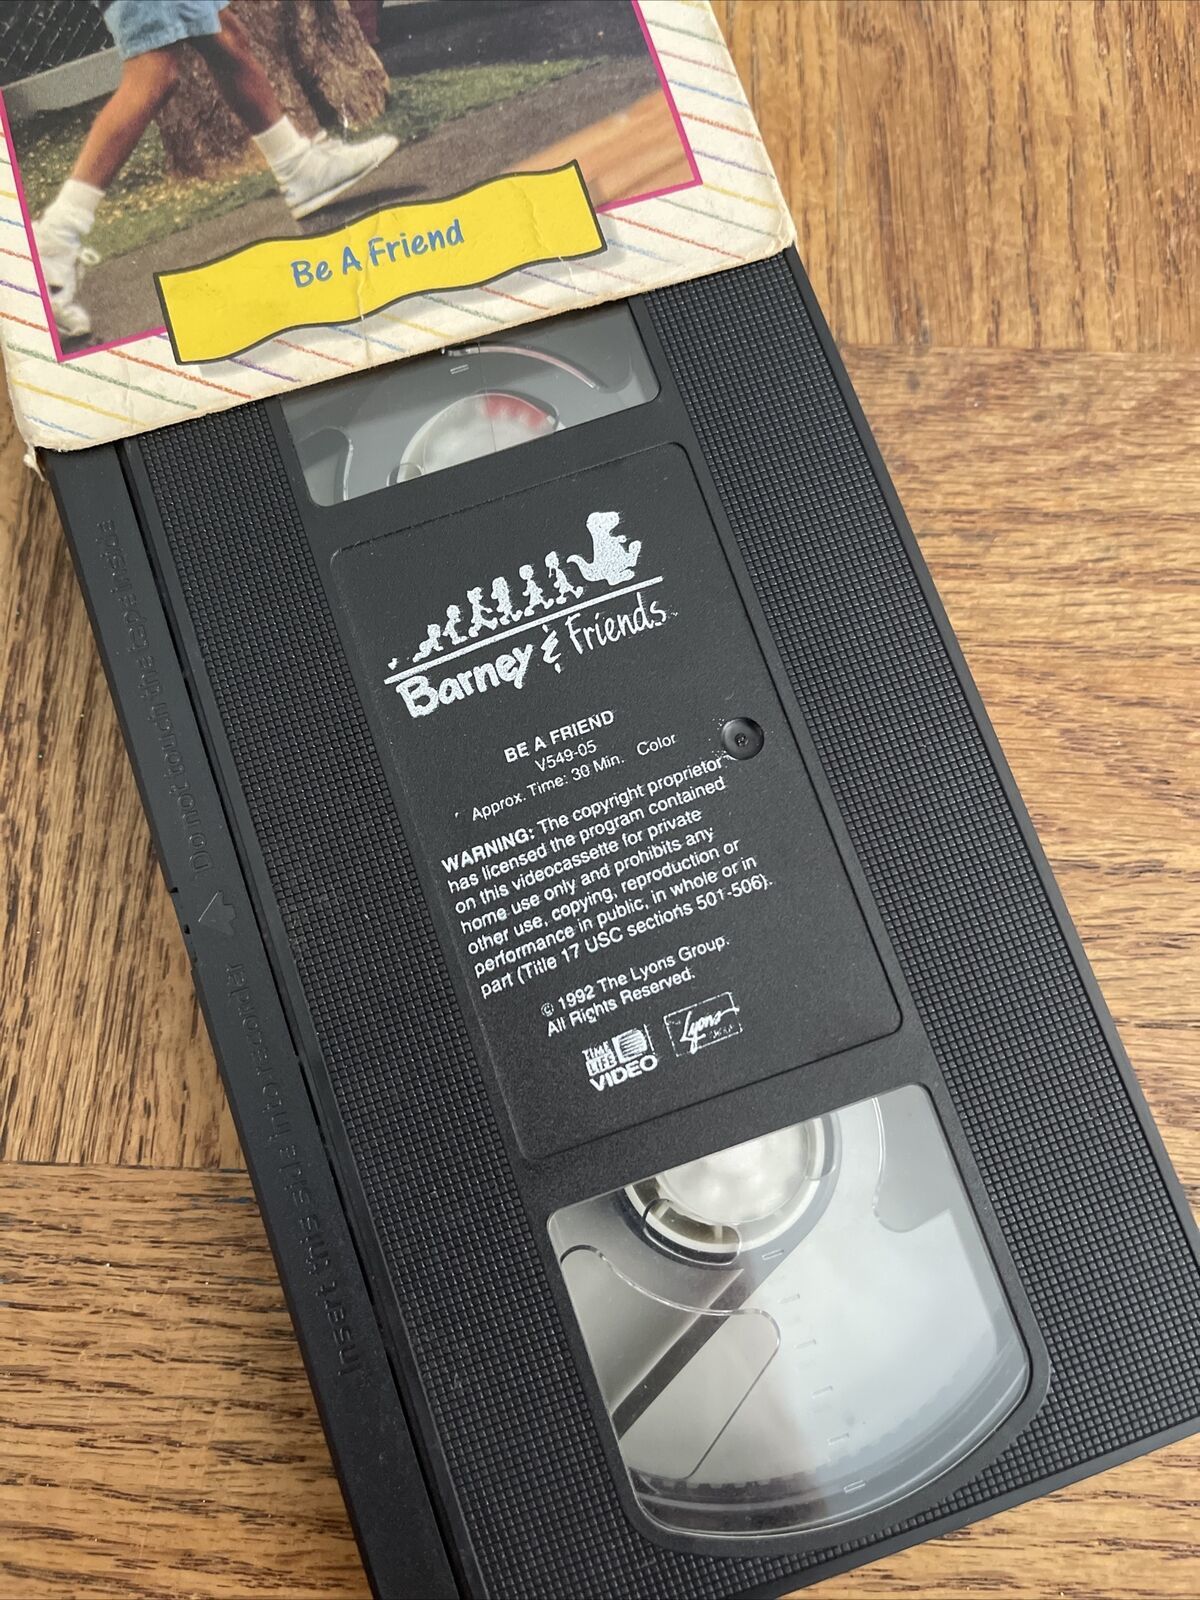 Be A Friend
Barney & Friends
BE A FRIEND
V549-05
Approx. Time: 30 Min. Color
WARNING: The copyright proprietor
has licensed the program contained
on this videocassette for private
home use only and prohibits any
other use, copying, reproduction or
performance in public, in whole or in
part (Title 17 USC sections 501-506).
© 1992 The Lyons Group.
All Rights Reserved.
TIME
LIFE
VIDEO
Lyons
Insert this side into recorder
Do not touch the tape inside